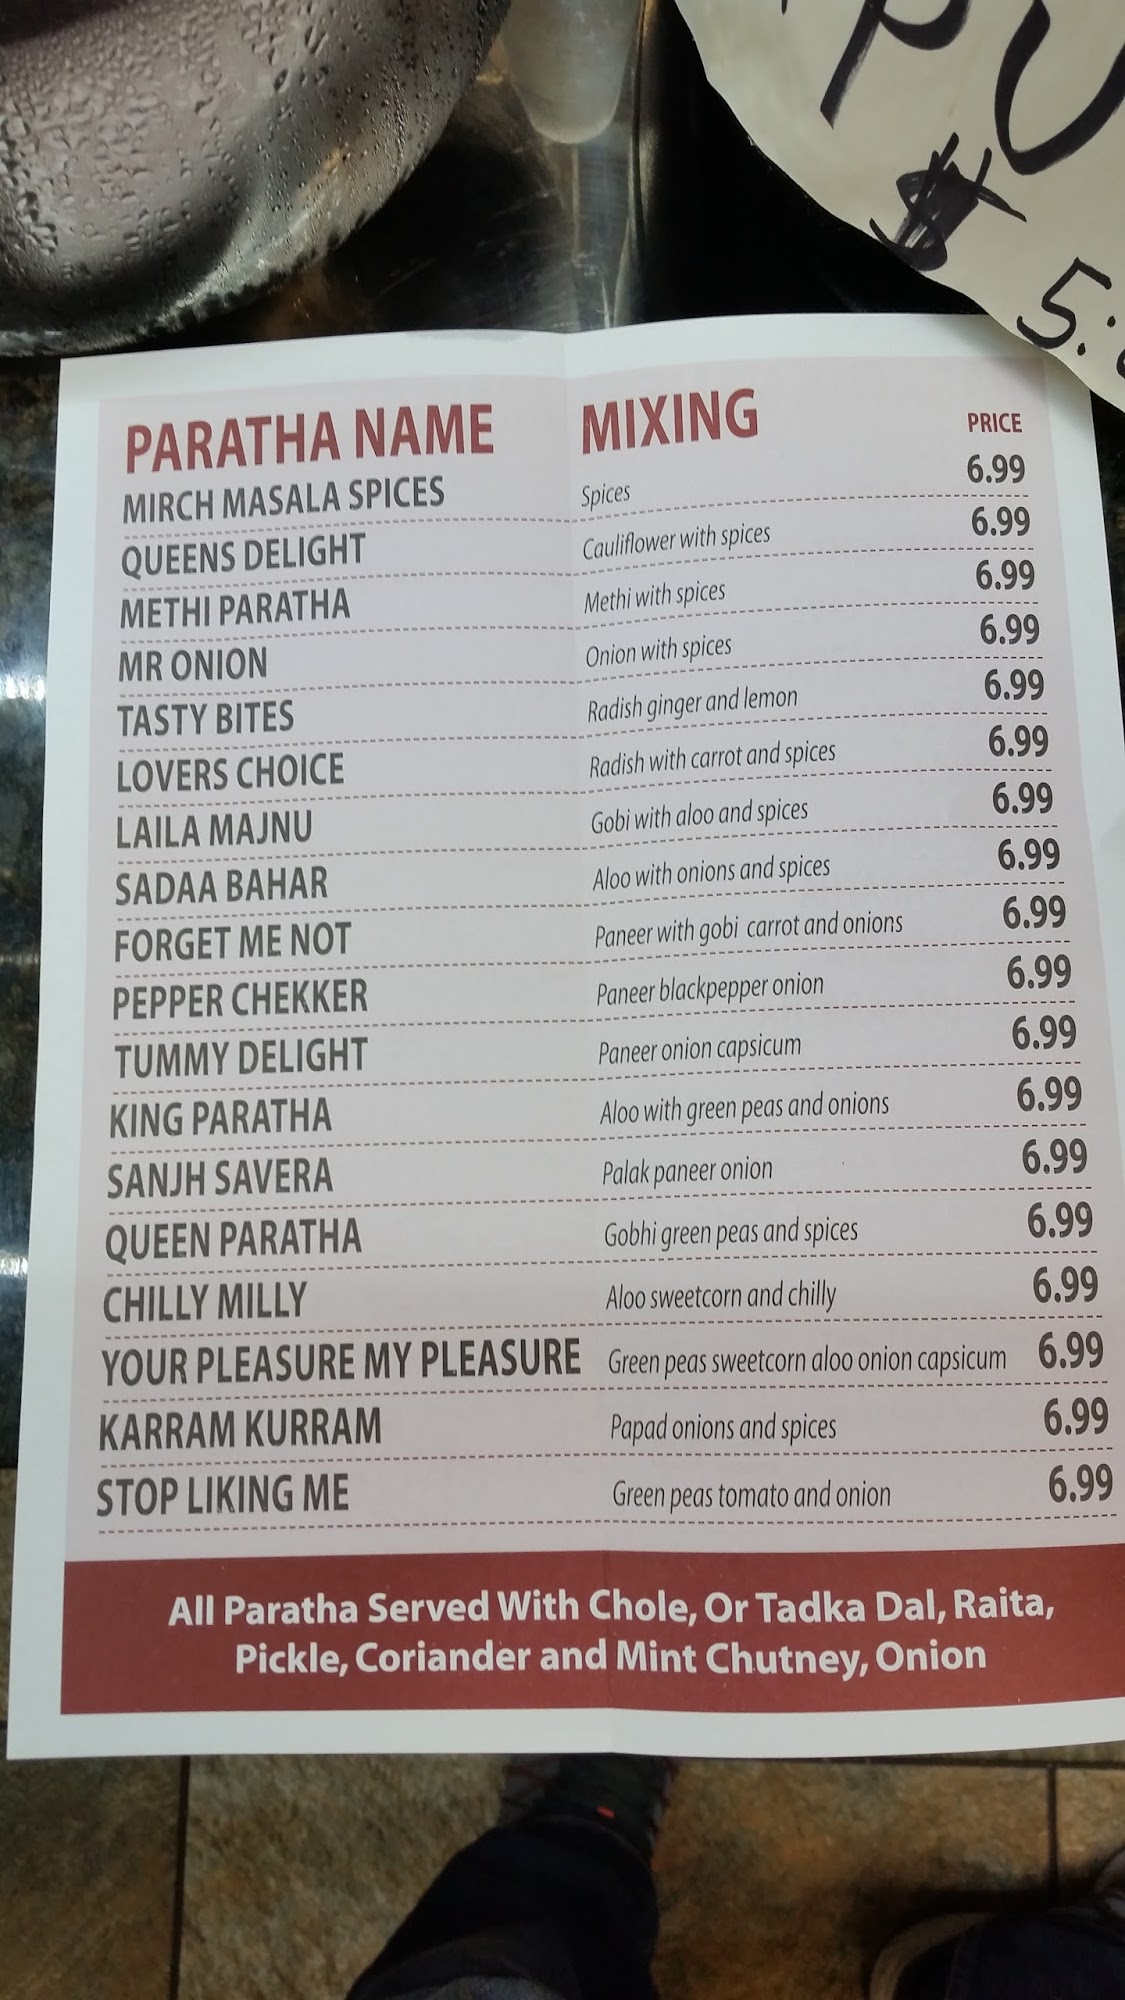 PU
$
5:
PARATHA NAME MIXING PRICE
MIRCH MASALA SPICES Spices 6.99
QUEENS DELIGHT Cauliflower with spices 6.99
METHI PARATHA Methi with spices 6.99
MR ONION Onion with spices 6.99
TASTY BITES Radish ginger and lemon 6.99
LOVERS CHOICE Radish with carrot and spices 6.99
LAILA MAJNU Gobi with aloo and spices 6.99
SADAA BAHAR Aloo with onions and spices 6.99
FORGET ME NOT Paneer with gobi carrot and onions 6.99
PEPPER CHEKKER Paneer blackpepper onion 6.99
TUMMY DELIGHT Paneer onion capsicum 6.99
KING PARATHA Aloo with green peas and onions 6.99
SANJH SAVERA Palak paneer onion 6.99
QUEEN PARATHA Gobhi green peas and spices 6.99
CHILLY MILLY Aloo sweetcorn and chilly 6.99
YOUR PLEASURE MY PLEASURE Green peas sweetcorn aloo onion capsicum 6.99
KARRAM KURRAM Papad onions and spices 6.99
STOP LIKING ME Green peas tomato and onion 6.99
All Paratha Served With Chole, Or Tadka Dal, Raita,
Pickle, Coriander and Mint Chutney, Onion